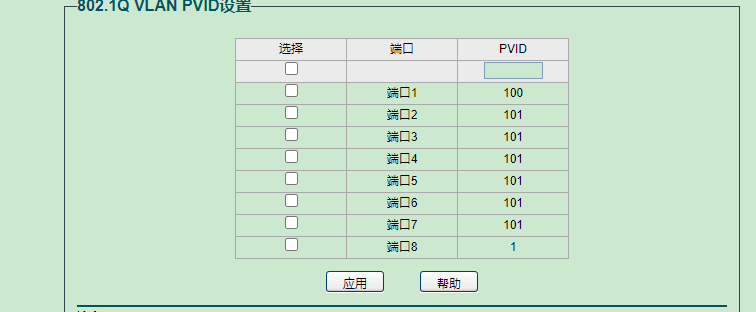 802.1Q VLAN PVID设置
选择 端口 PVID
端口1 100
端口2 101
端口3 101
端口4 101
端口5 101
端口6 101
端口7 101
端口8 1
应用 帮助